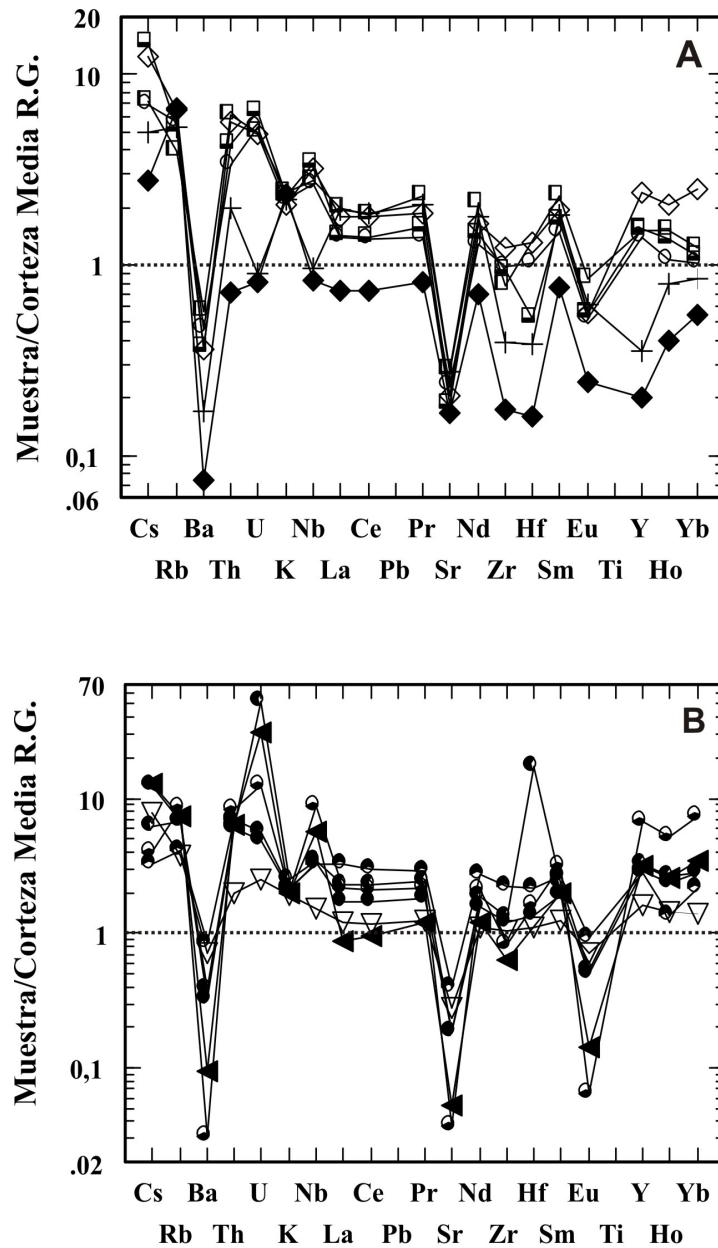 A
Muestra/Corteza Media R.G.
20
10
1
0,1
.06
Cs Ba U Nb Ce Pr Nd Hf Eu Y Yb
Rb Th K La Pb Sr Zr Sm Ti Ho
B
Muestra/Corteza Media R.G.
70
10
1
0,1
.02
Cs Ba U Nb Ce Pr Nd Hf Eu Y Yb
Rb Th K La Pb Sr Zr Sm Ti Ho